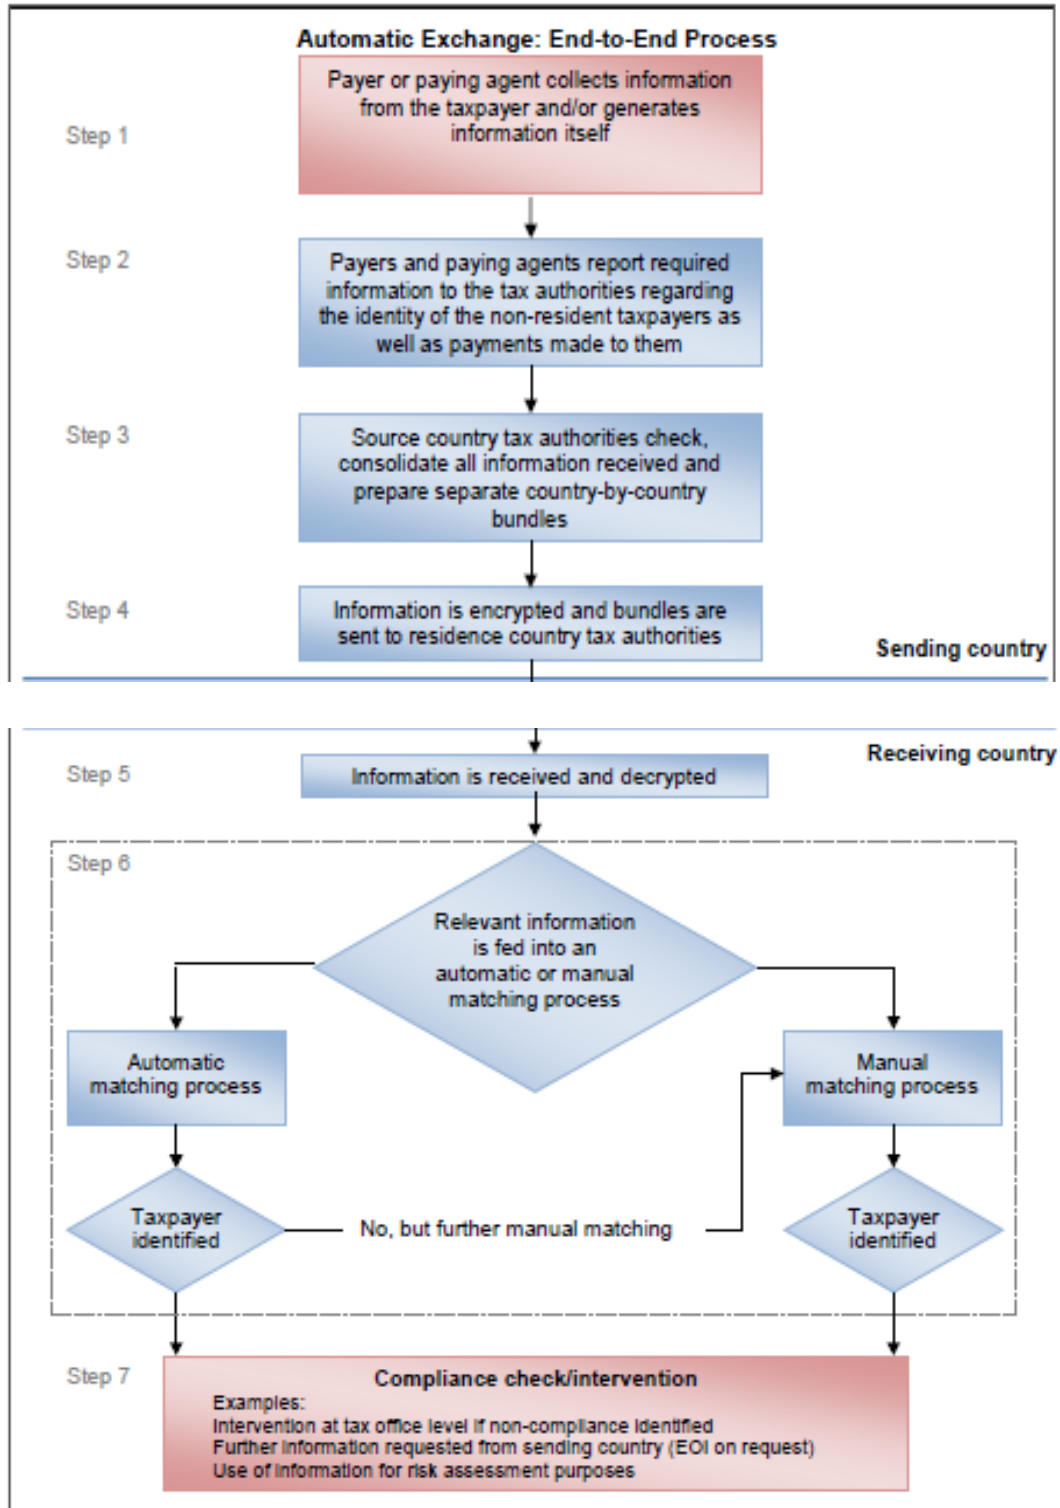 Automatic Exchange: End-to-End Process
Step 1
Payer or paying agent collects information
from the taxpayer and/or generates
information itself
Step 2
Payers and paying agents report required
information to the tax authorities regarding
the identity of the non-resident taxpayers as
well as payments made to them
Step 3
Source country tax authorities check,
consolidate all information received and
prepare separate country-by-country
bundles
Step 4
Information is encrypted and bundles are
sent to residence country tax authorities
Sending country
Receiving country
Step 5
Information is received and decrypted
Step 6
Relevant information
is fed into an
automatic or manual
matching process
Automatic
matching process
Manual
matching process
Taxpayer
identified
No, but further manual matching
Taxpayer
identified
Step 7
Compliance check/intervention
Examples:
Intervention at tax office level if non-compliance identified
Further information requested from sending country (EOI on request)
Use of information for risk assessment purposes